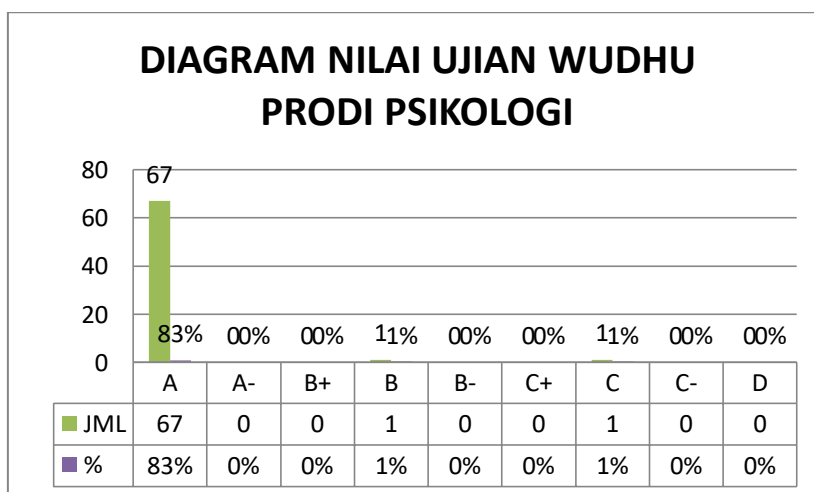 DIAGRAM NILAI UJIAN WUDHU
PRODI PSIKOLOGI
80
60
40
20
0
67
83% 00% 00% 11% 00% 00% 11% 00% 00%
A A- B+ B B- C+ C C- D
JML 67 0 0 1 0 0 1 0 0
% 83% 0% 0% 1% 0% 0% 1% 0% 0%